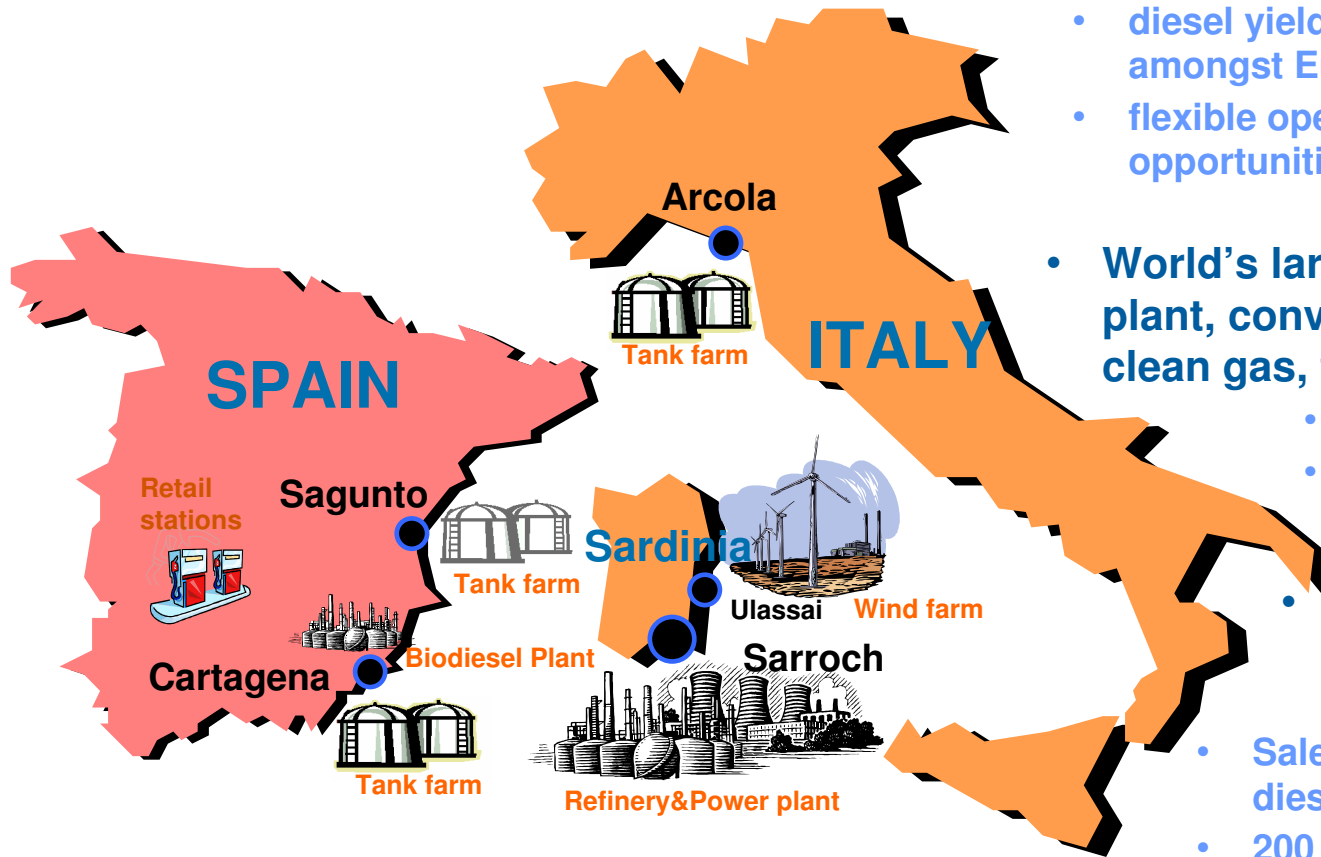 diesel yield
amongst E
flexible ope
opportuniti
World's lar
plant, conv
clean gas,
Sale
dies
200
Arcola
Tank farm
ITALY
SPAIN
Retail
stations
Sagunto
Tank farm
Sardinia
Ulassai
Wind farm
Biodiesel Plant
Cartagena
Sarroch
Tank farm
Refinery&Power plant